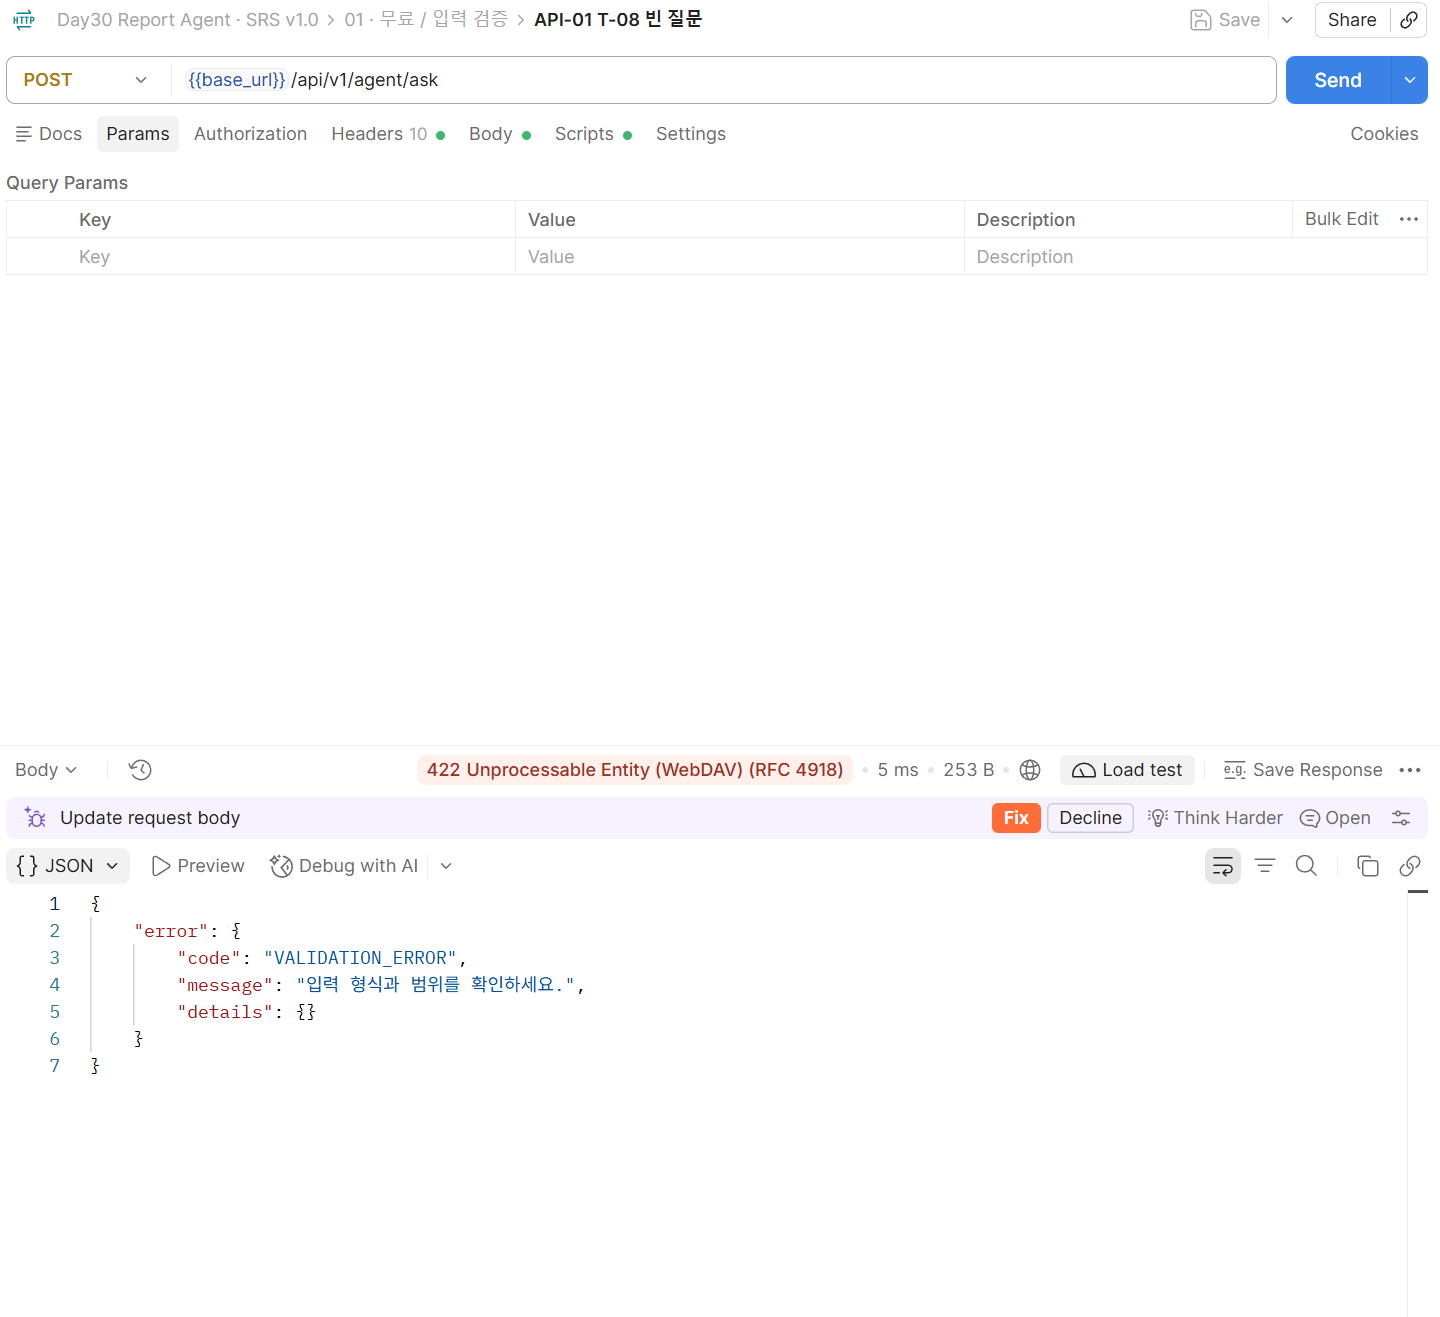 HTTP Day30 Report Agent · SRS v1.0 > 01 · 무료 / 입력 검증 > API-01 T-08 빈 질문 Save Share
POST {{base_url}} /api/v1/agent/ask Send
Docs Params Authorization Headers 10 Body Scripts Settings Cookies
Query Params
Key Value Description Bulk Edit
Key Value Description
Body 422 Unprocessable Entity (WebDAV) (RFC 4918) 5 ms 253 B Load test e.g. Save Response
Update request body Fix Decline Think Harder Open
{} JSON Preview Debug with AI
1 {
2 "error": {
3 "code": "VALIDATION_ERROR",
4 "message": "입력 형식과 범위를 확인하세요.",
5 "details": {}
6 }
7 }